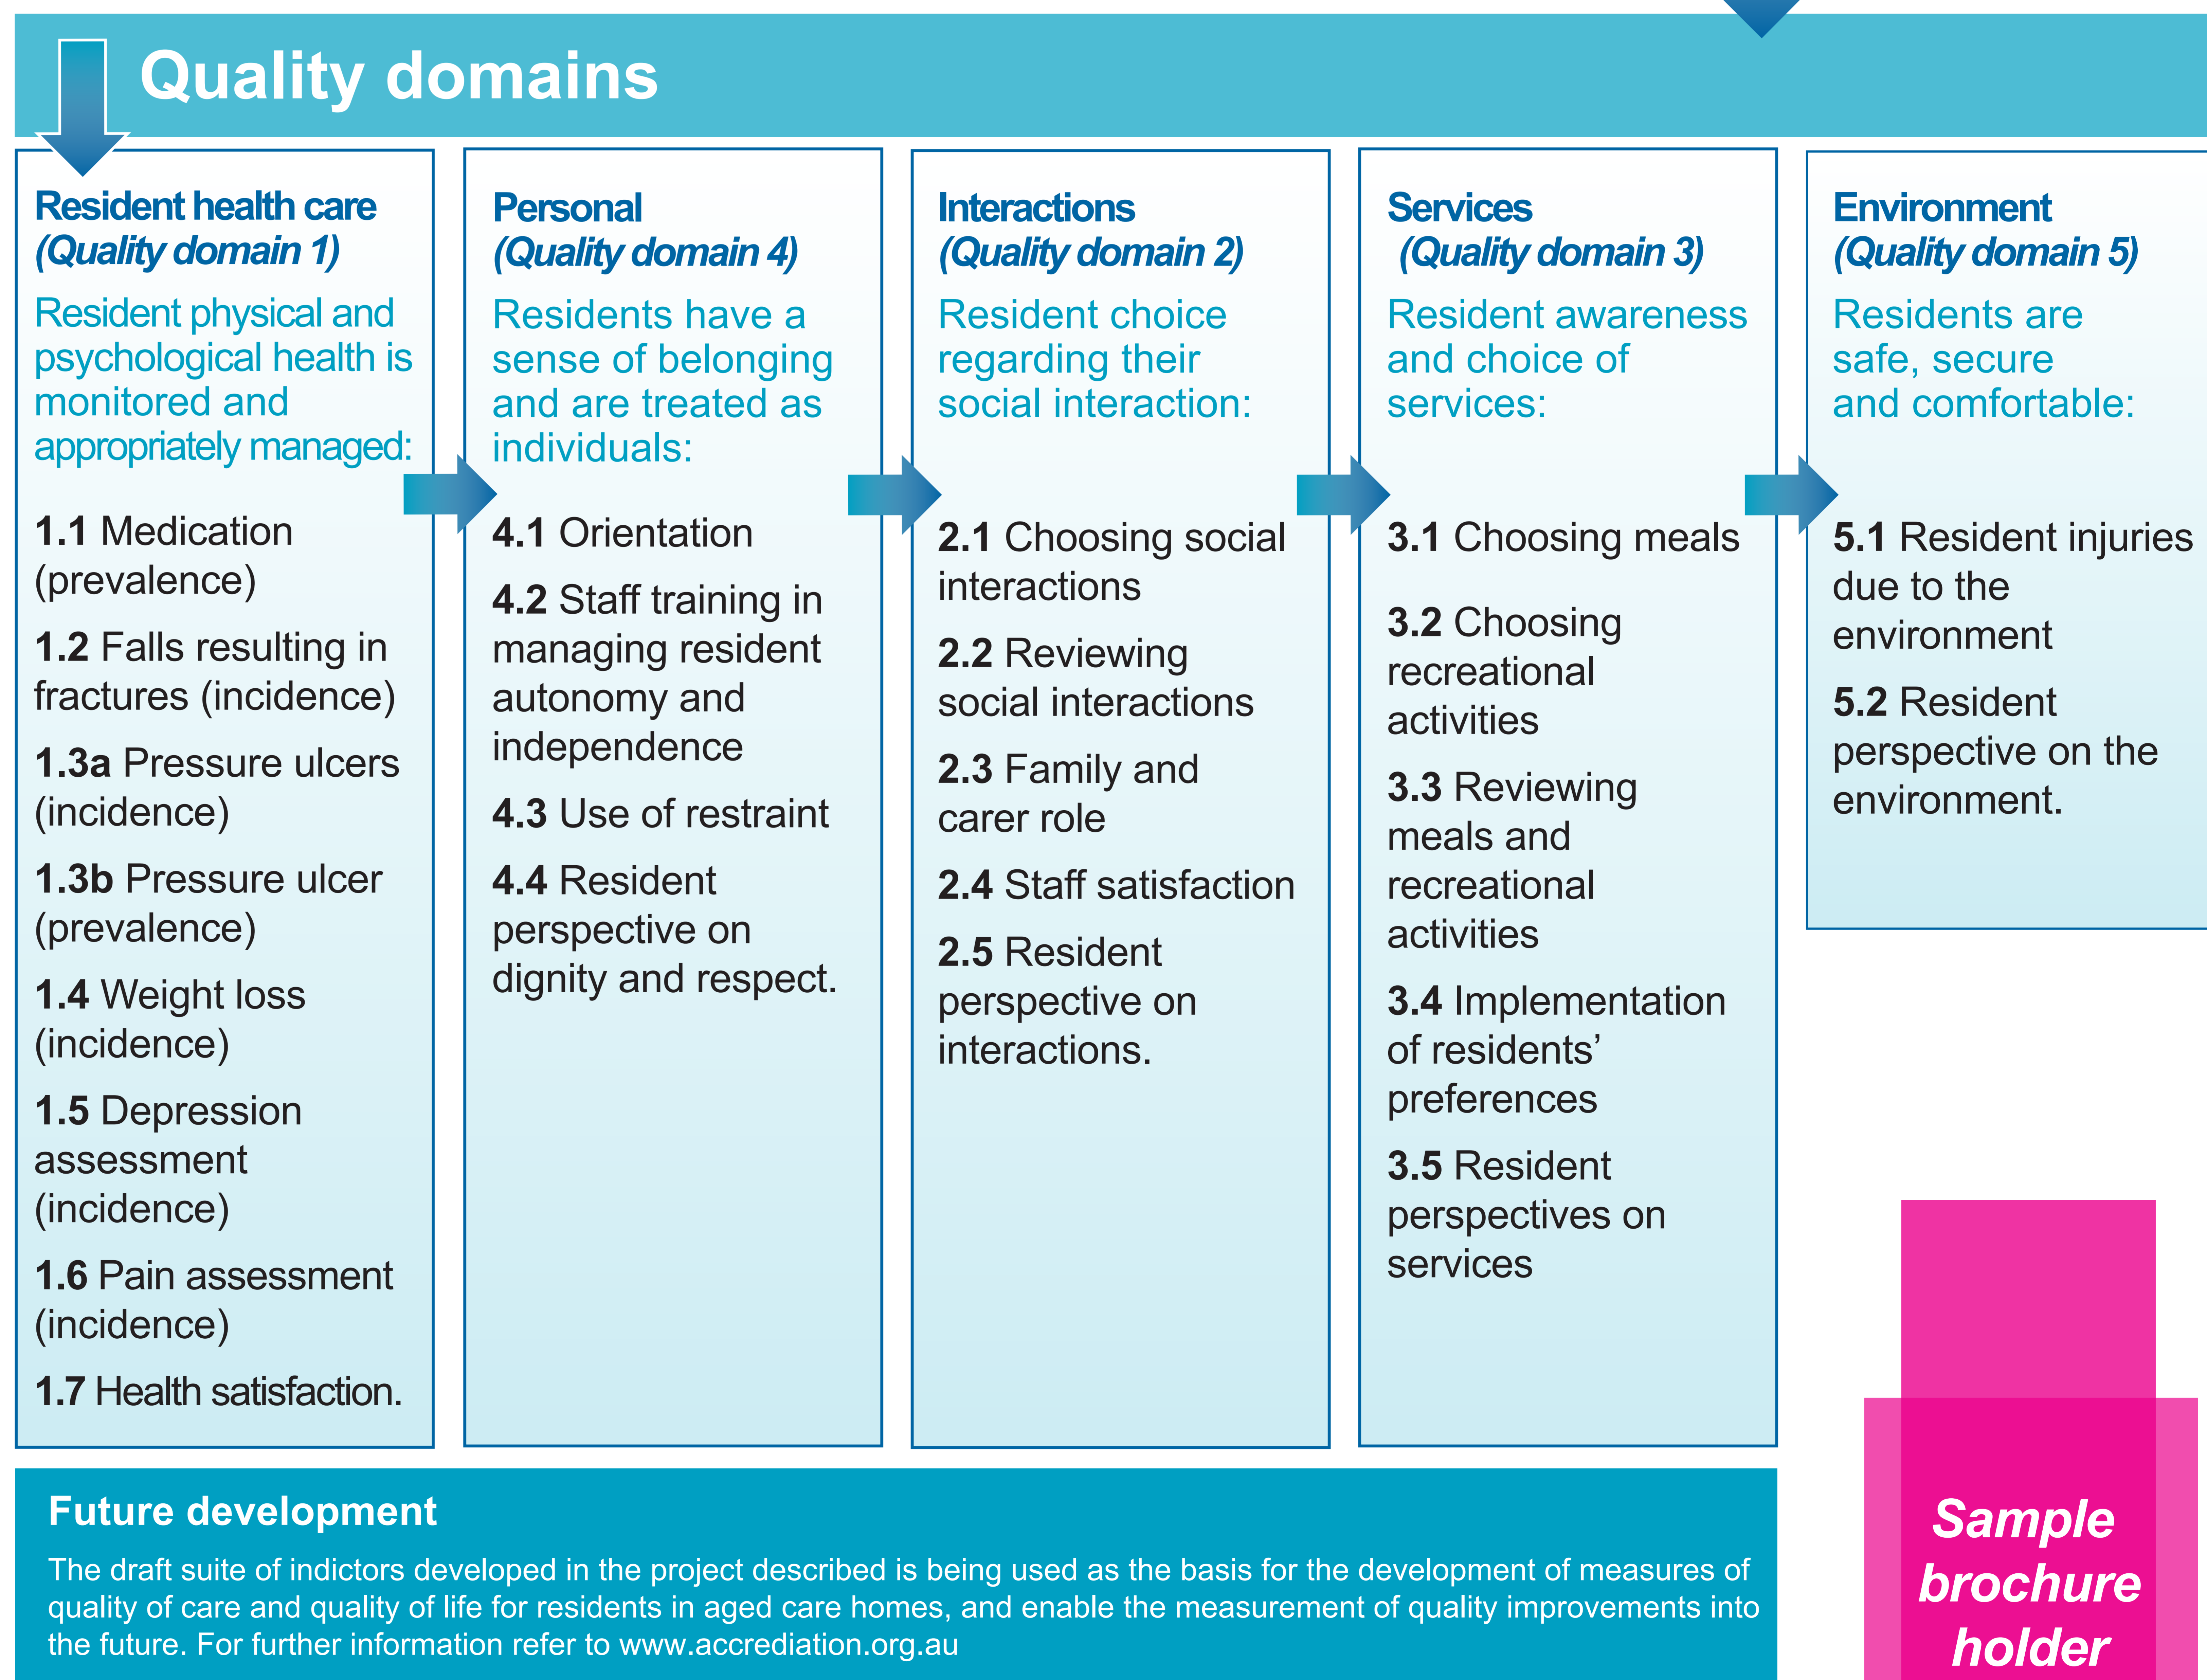 Quality domains
Resident health care
(Quality domain 1)
Resident physical and
psychological health is
monitored and
appropriately managed:
1.1 Medication
(prevalence)
1.2 Falls resulting in
fractures (incidence)
1.3a Pressure ulcers
(incidence)
1.3b Pressure ulcer
(prevalence)
1.4 Weight loss
(incidence)
1.5 Depression
assessment
(incidence)
1.6 Pain assessment
(incidence)
1.7 Health satisfaction.
Personal
(Quality domain 4)
Residents have a
sense of belonging
and are treated as
individuals:
4.1 Orientation
4.2 Staff training in
managing resident
autonomy and
independence
4.3 Use of restraint
4.4 Resident
perspective on
dignity and respect.
Interactions
(Quality domain 2)
Resident choice
regarding their
social interaction:
2.1 Choosing social
interactions
2.2 Reviewing
social interactions
2.3 Family and
carer role
2.4 Staff satisfaction
2.5 Resident
perspective on
interactions.
Services
(Quality domain 3)
Resident awareness
and choice of
services:
3.1 Choosing meals
3.2 Choosing
recreational
activities
3.3 Reviewing
meals and
recreational
activities
3.4 Implementation
of residents’
preferences
3.5 Resident
perspectives on
services
Environment
(Quality domain 5)
Residents are
safe, secure
and comfortable:
5.1 Resident injuries
due to the
environment
5.2 Resident
perspective on the
environment.
Future development
The draft suite of indictors developed in the project described is being used as the basis for the development of measures of
quality of care and quality of life for residents in aged care homes, and enable the measurement of quality improvements into
the future. For further information refer to www.accrediation.org.au
Sample
brochure
holder